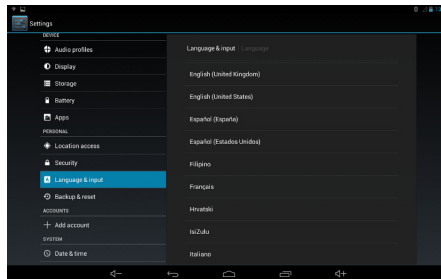 Settings
DEVICE
Audio profiles
Display
Storage
Battery
Apps
PERSONAL
Location access
Security
Language & input
Backup & reset
ACCOUNTS
Add account
SYSTEM
Date & time
Language & input | Language
English (United Kingdom)
English (United States)
Español (España)
Español (Estados Unidos)
Filipino
Français
Hrvatski
IsiZulu
Italiano